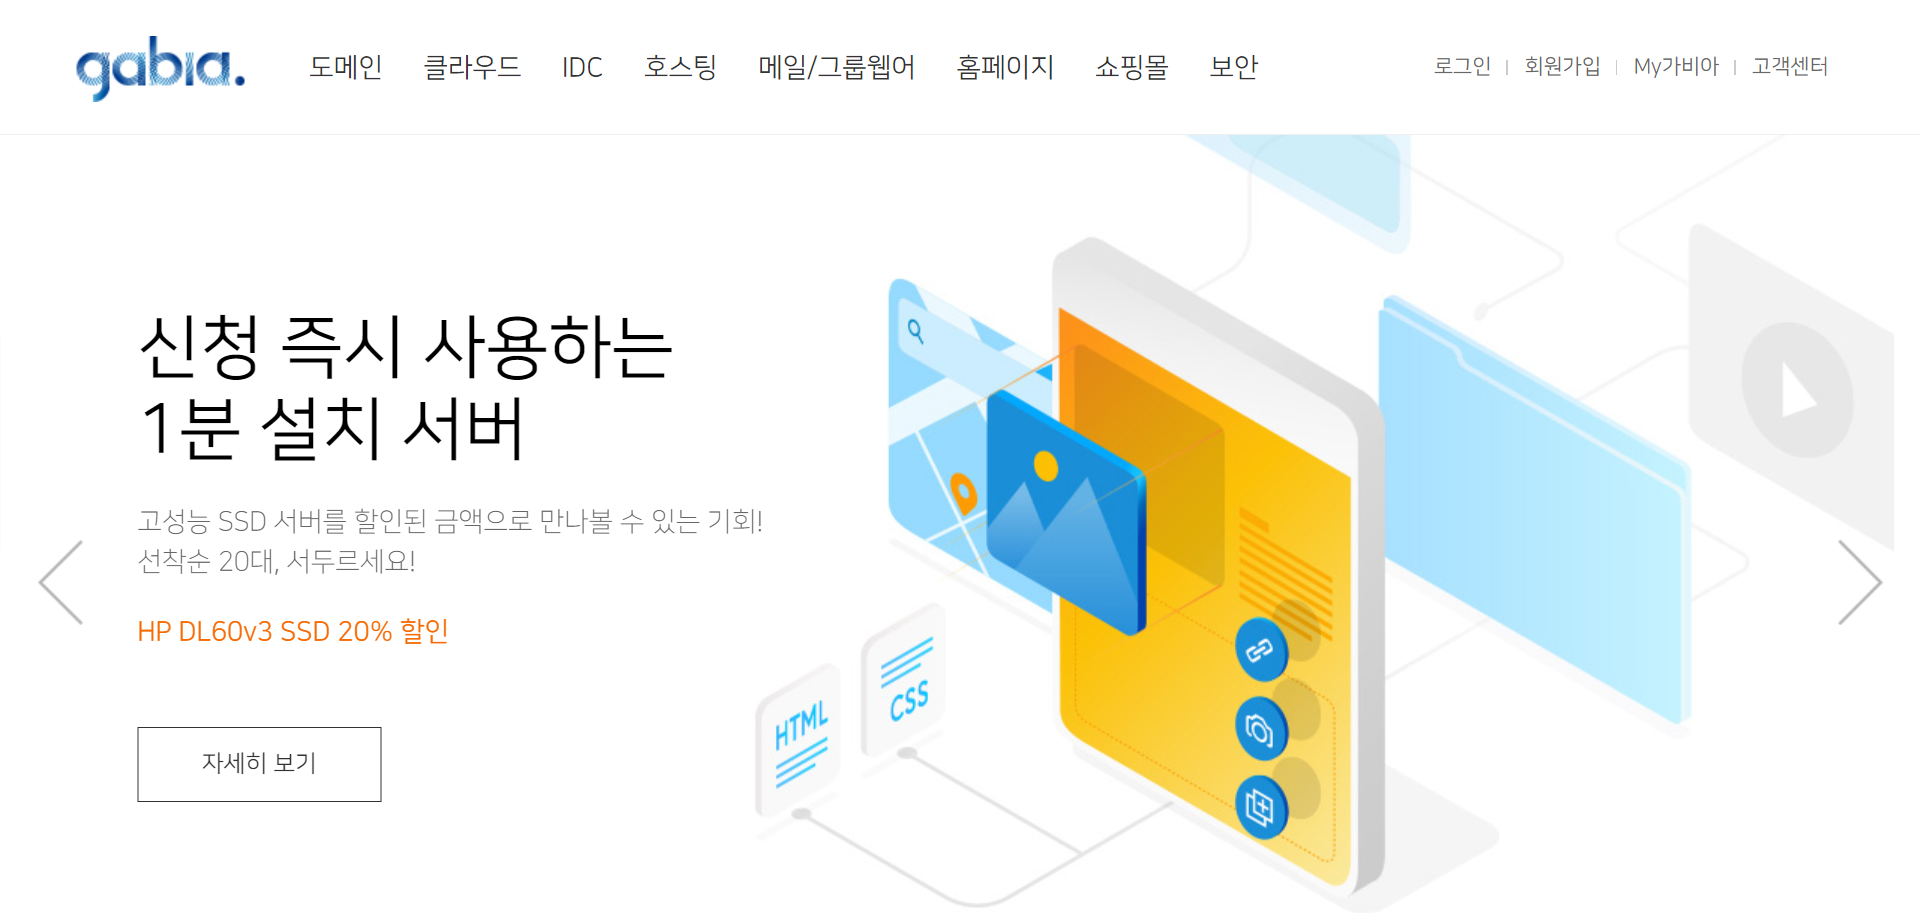 gabia.
도메인 클라우드 IDC 호스팅 메일/그룹웨어 홈페이지 쇼핑몰 보안
로그인 | 회원가입 | My가비아 | 고객센터
신청 즉시 사용하는
1분 설치 서버
고성능 SSD 서버를 할인된 금액으로 만나볼 수 있는 기회!
선착순 20대, 서두르세요!
HP DL60v3 SSD 20% 할인
자세히 보기
HTML
CSS